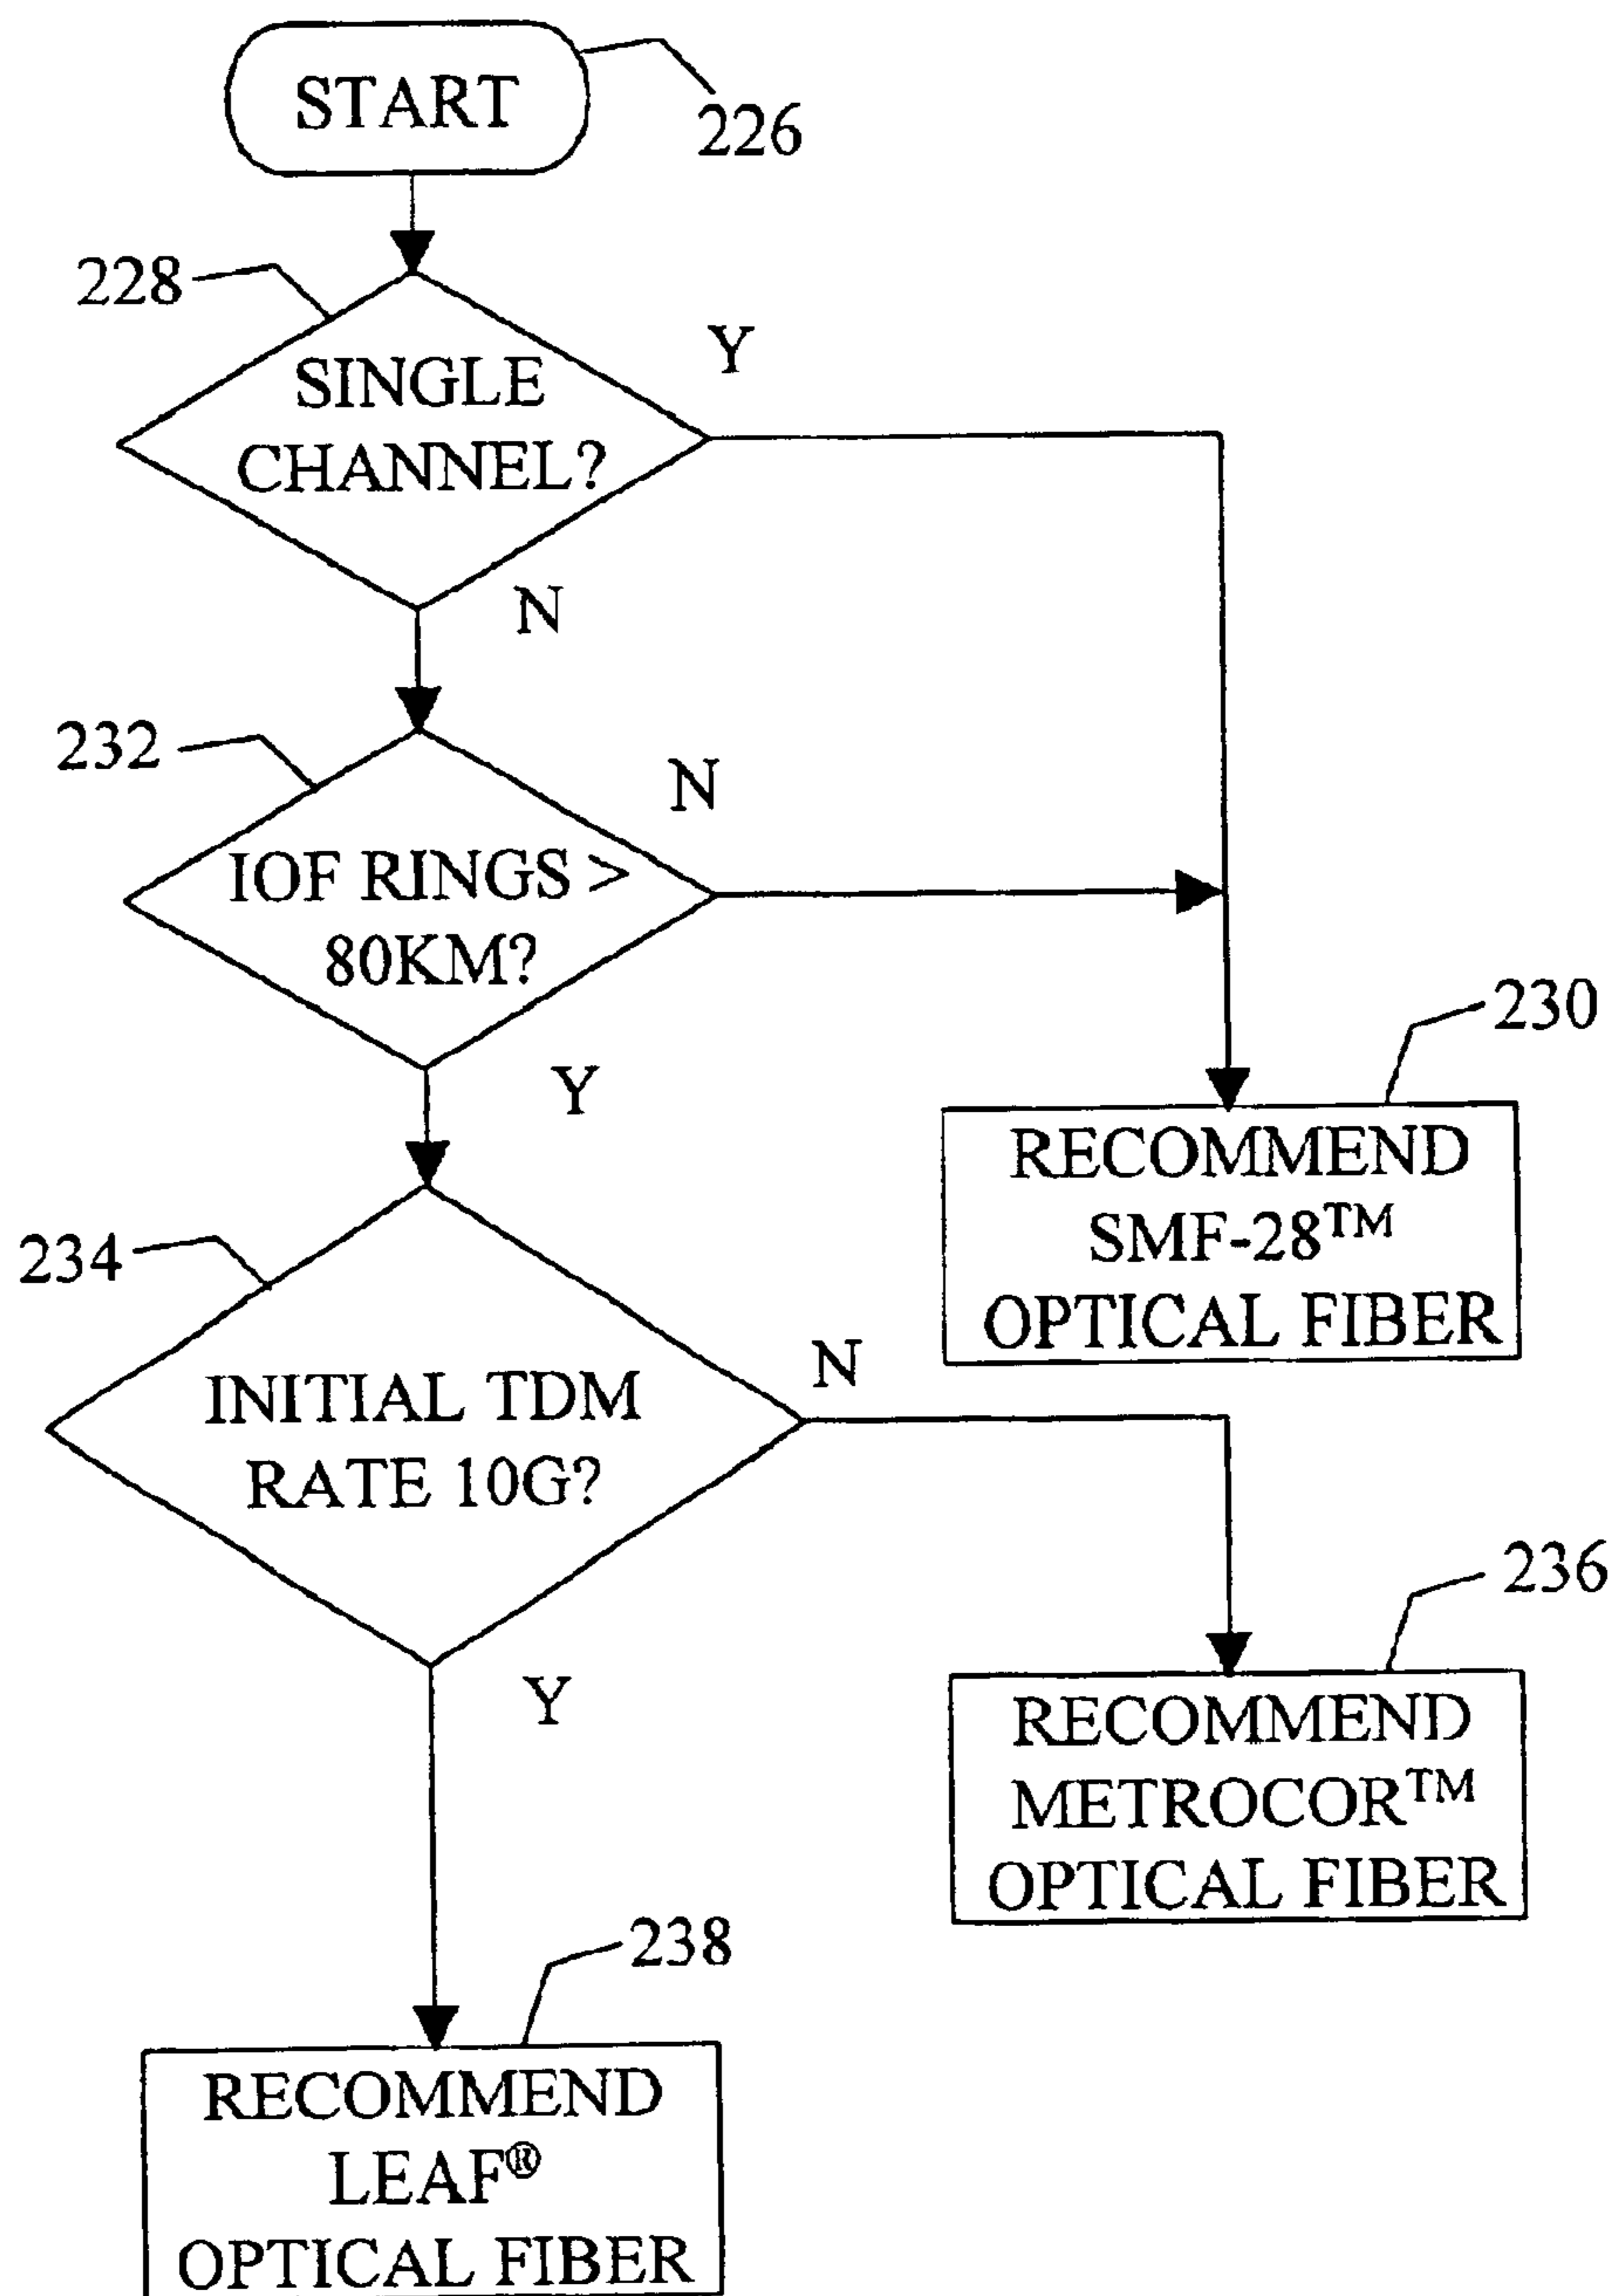 START
226
228
SINGLE
CHANNEL?
Y
N
232
IOF RINGS >
80KM?
N
Y
230
RECOMMEND
SMF-28™
OPTICAL FIBER
234
INITIAL TDM
RATE 10G?
N
Y
236
RECOMMEND
METROCOR™
OPTICAL FIBER
238
RECOMMEND
LEAF®
OPTICAL FIBER